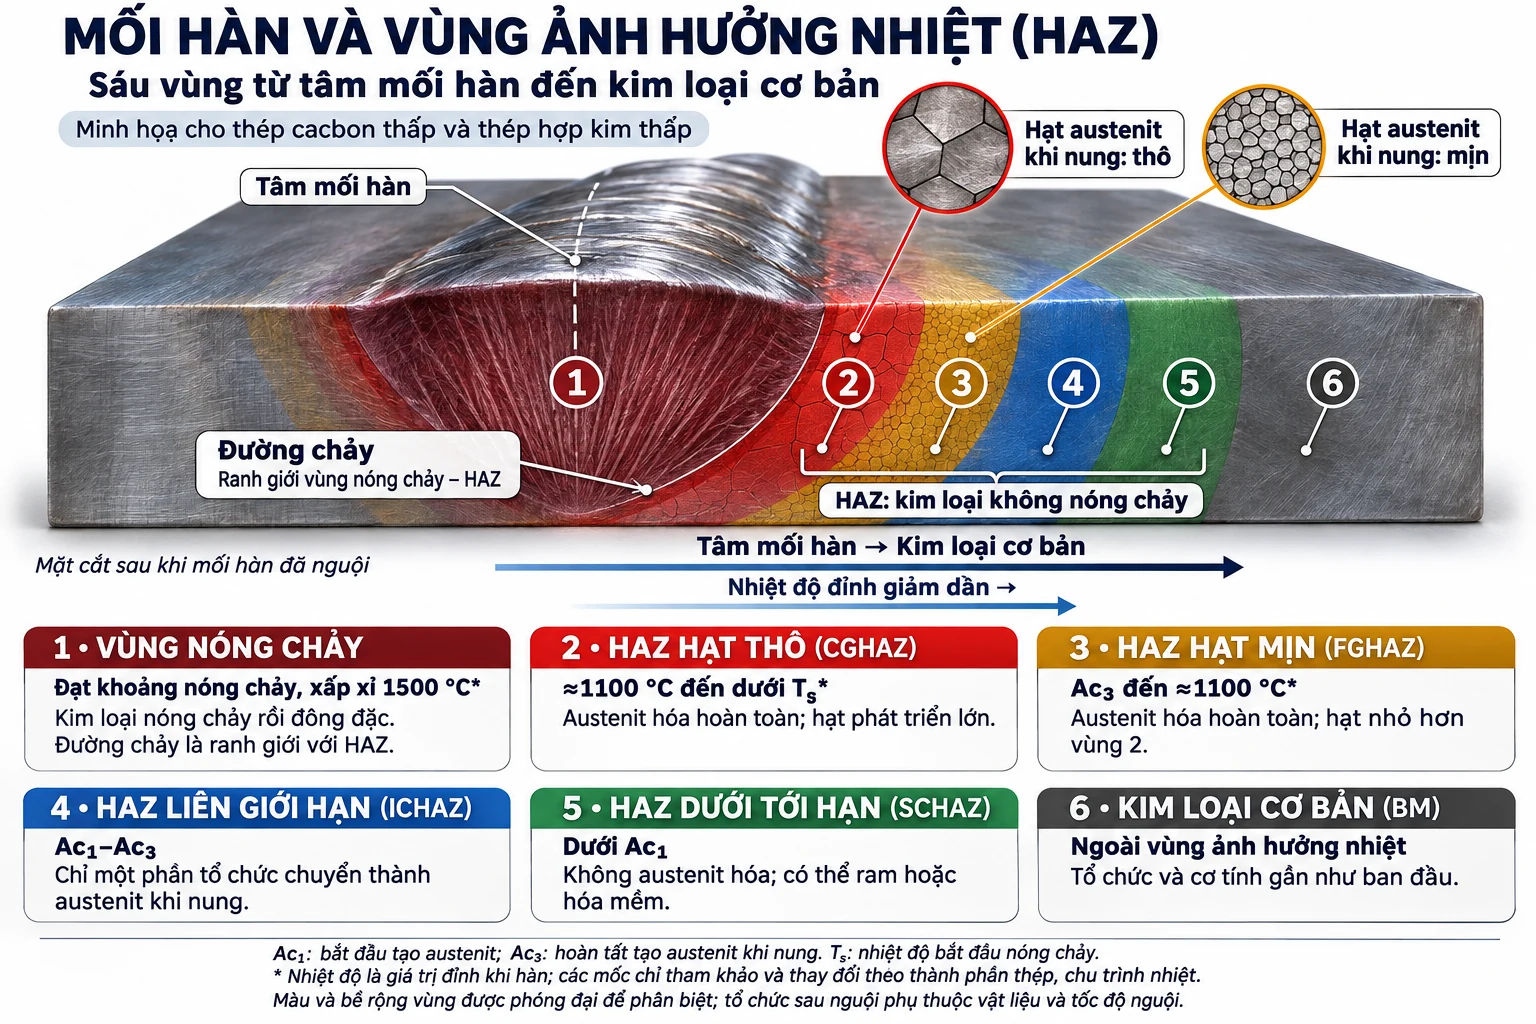 MỐI HÀN VÀ VÙNG ẢNH HƯỞNG NHIỆT (HAZ)
Sáu vùng từ tâm mối hàn đến kim loại cơ bản
Minh họa cho thép cacbon thấp và thép hợp kim thấp
Hạt austenit
khi nung: thô
Hạt austenit
khi nung: mịn
Tâm mối hàn
1
2
3
4
5
6
Đường chảy
Ranh giới vùng nóng chảy – HAZ
HAZ: kim loại không nóng chảy
Mặt cắt sau khi mối hàn đã nguội
Tâm mối hàn → Kim loại cơ bản
Nhiệt độ đỉnh giảm dần →
1 • VÙNG NÓNG CHẢY
Đạt khoảng nóng chảy, xấp xỉ 1500 °C*
Kim loại nóng chảy rồi đông đặc.
Đường chảy là ranh giới với HAZ.
2 • HAZ HẠT THÔ (CGHAZ)
≈1100 °C đến dưới Tₛ*
Austenit hóa hoàn toàn; hạt phát triển lớn.
3 • HAZ HẠT MỊN (FGHAZ)
Ac₃ đến ≈1100 °C*
Austenit hóa hoàn toàn; hạt nhỏ hơn
vùng 2.
4 • HAZ LIÊN GIỚI HẠN (ICHAZ)
Ac₁–Ac₃
Chỉ một phần tổ chức chuyển thành
austenit khi nung.
5 • HAZ DƯỚI TỚI HẠN (SCHAZ)
Dưới Ac₁
Không austenit hóa; có thể ram hoặc
hóa mềm.
6 • KIM LOẠI CƠ BẢN (BM)
Ngoài vùng ảnh hưởng nhiệt
Tổ chức và cơ tính gần như ban đầu.
Ac₁: bắt đầu tạo austenit; Ac₃: hoàn tất tạo austenit khi nung. Tₛ: nhiệt độ bắt đầu nóng chảy.
* Nhiệt độ là giá trị đỉnh khi hàn; các mốc chỉ tham khảo và thay đổi theo thành phần thép, chu trình nhiệt.
Màu và bề rộng vùng được phóng đại để phân biệt; tổ chức sau nguội phụ thuộc vật liệu và tốc độ nguội.